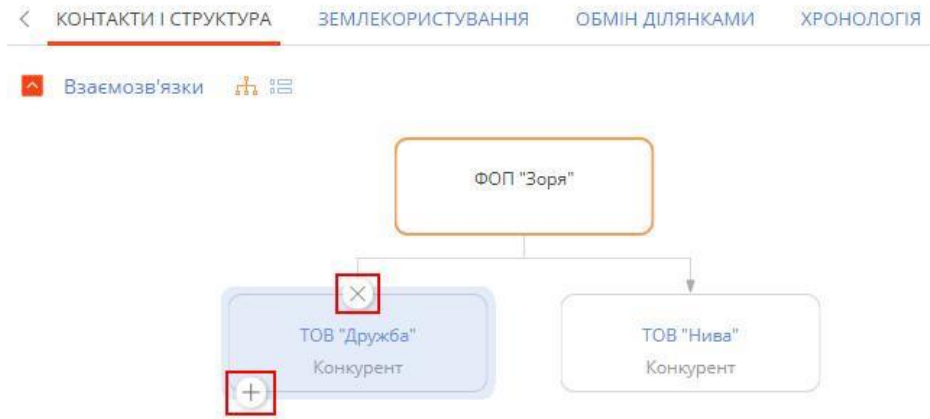 КОНТАКТИ І СТРУКТУРА ЗЕМЛЕКОРИСТУВАННЯ ОБМІН ДІЛЯНКАМИ ХРОНОЛОГІЯ
Взаємозв'язки
ФОП "Зоря"
ТОВ "Дружба" ТОВ "Нива"
Конкурент Конкурент